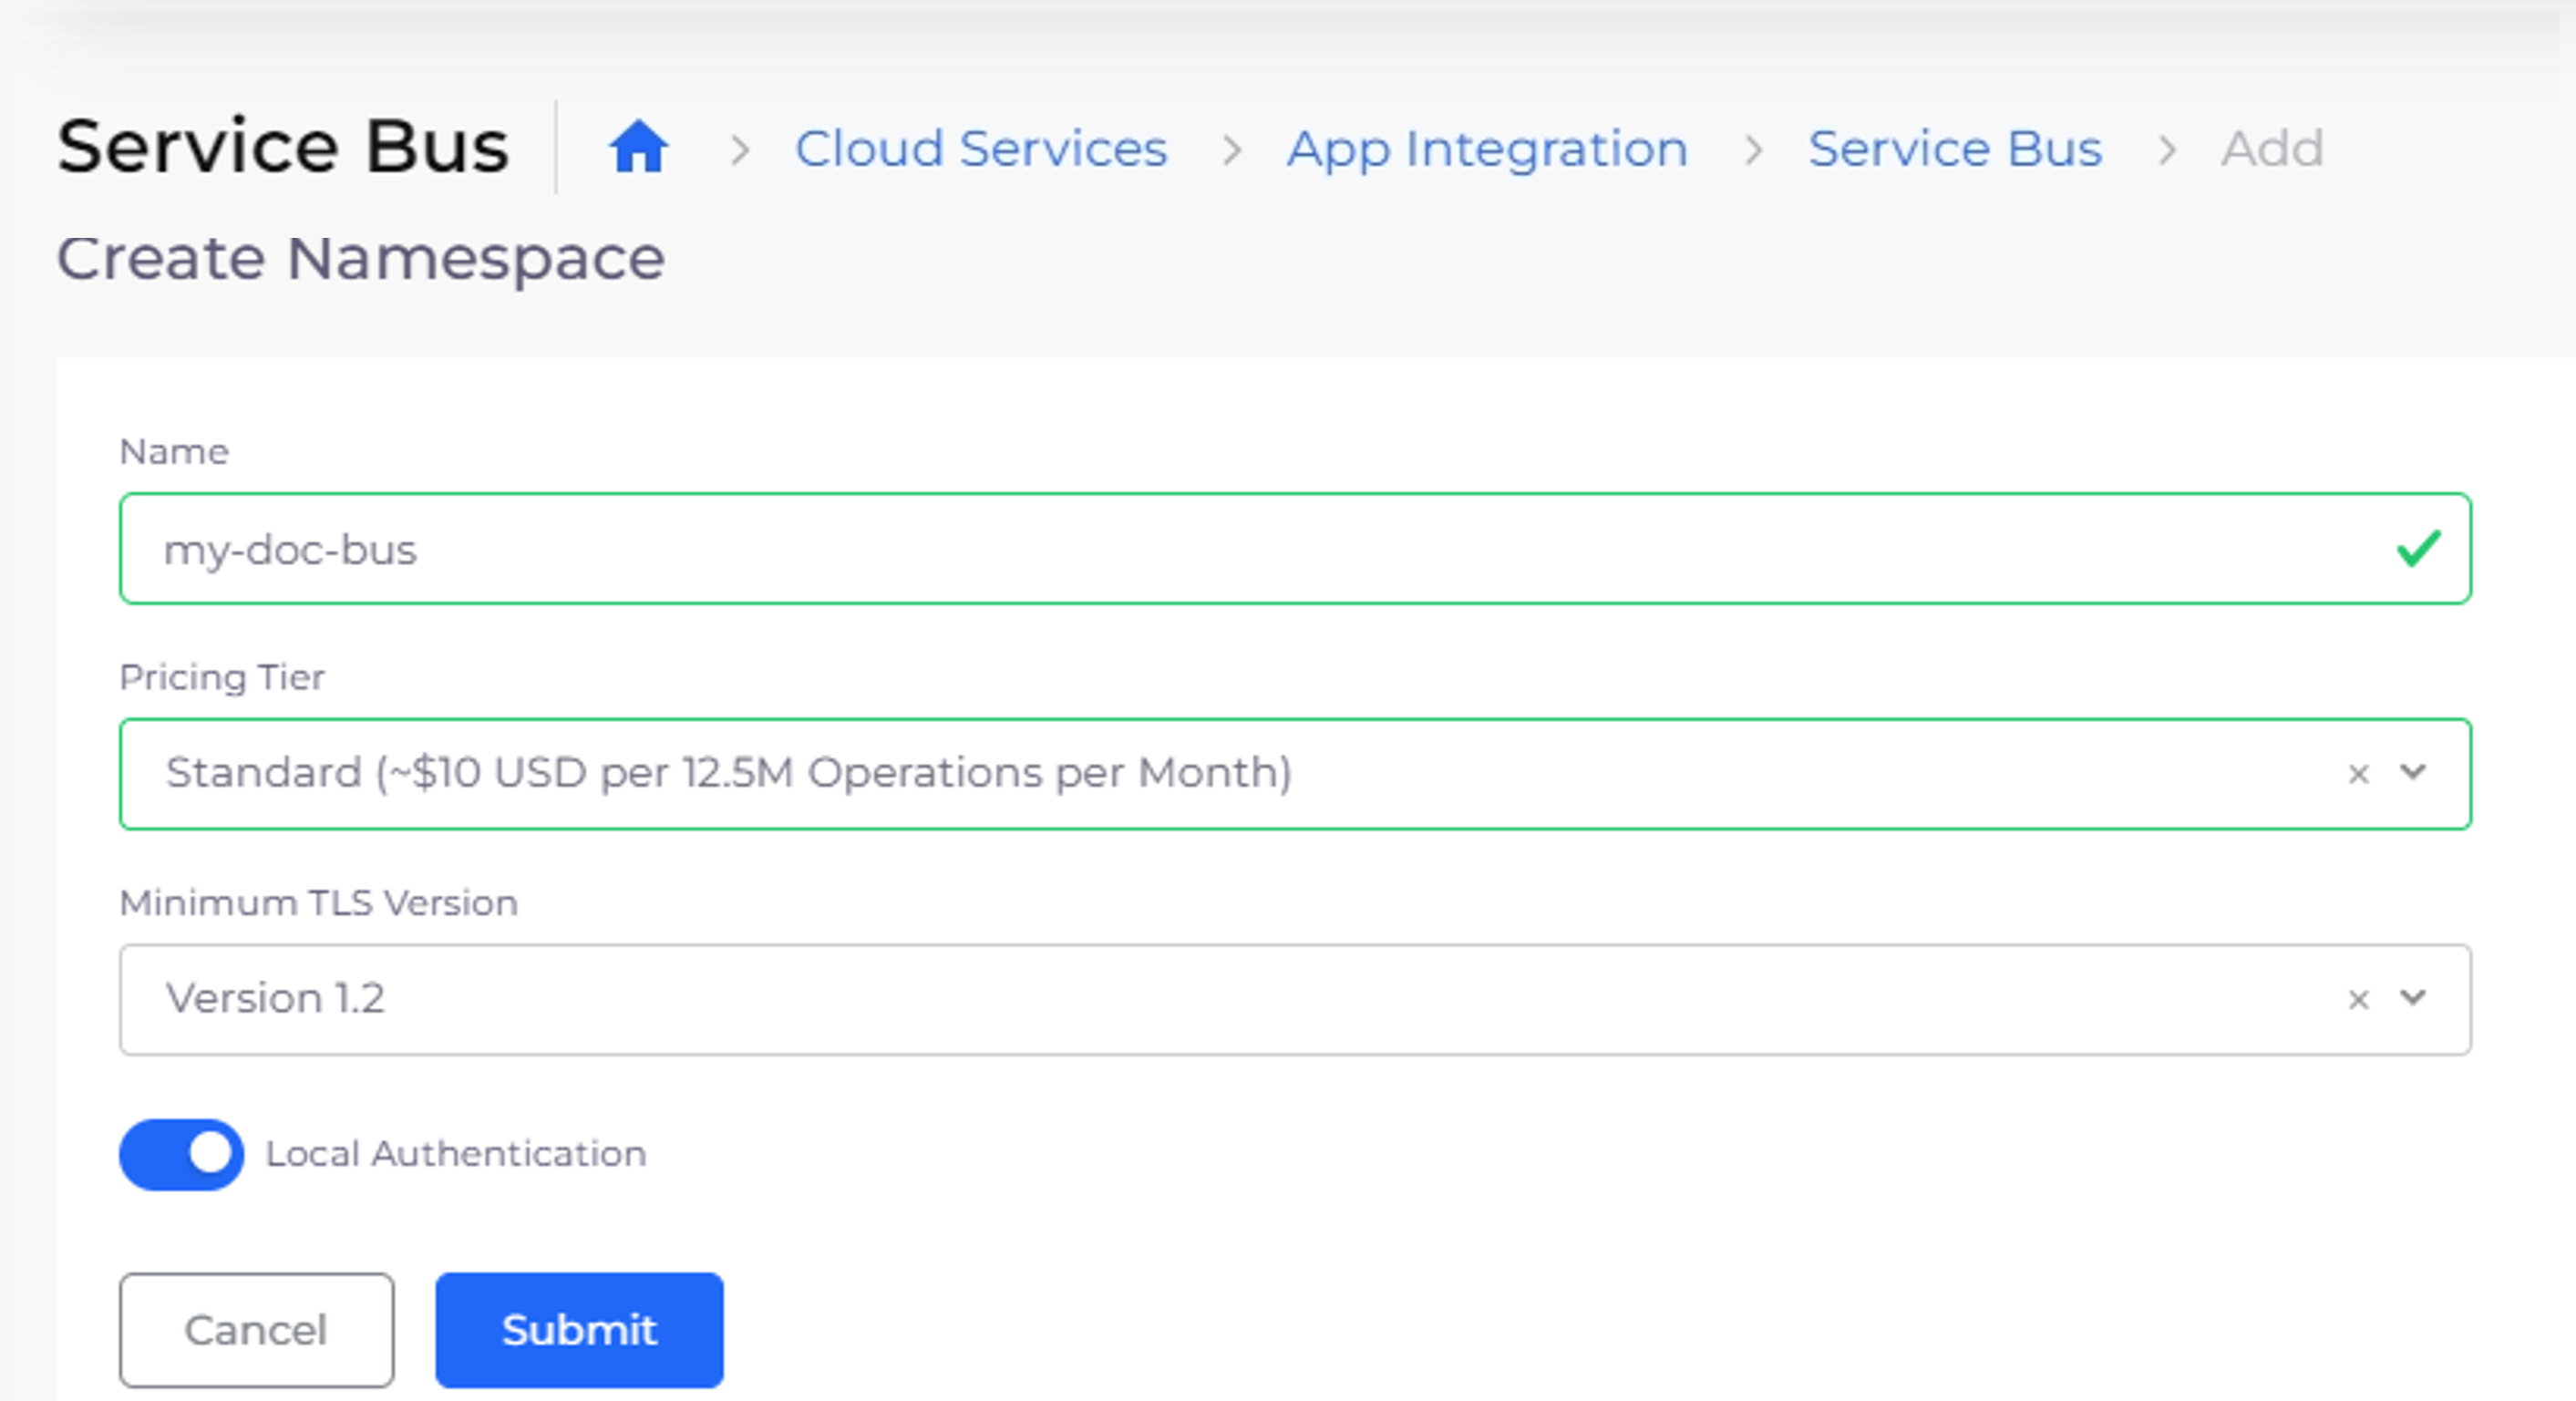 Service Bus
Cloud Services > App Integration > Service Bus > Add
Create Namespace
Name
my-doc-bus
Pricing Tier
Standard (~$10 USD per 12.5M Operations per Month)
Minimum TLS Version
Version 1.2
Local Authentication
Cancel
Submit